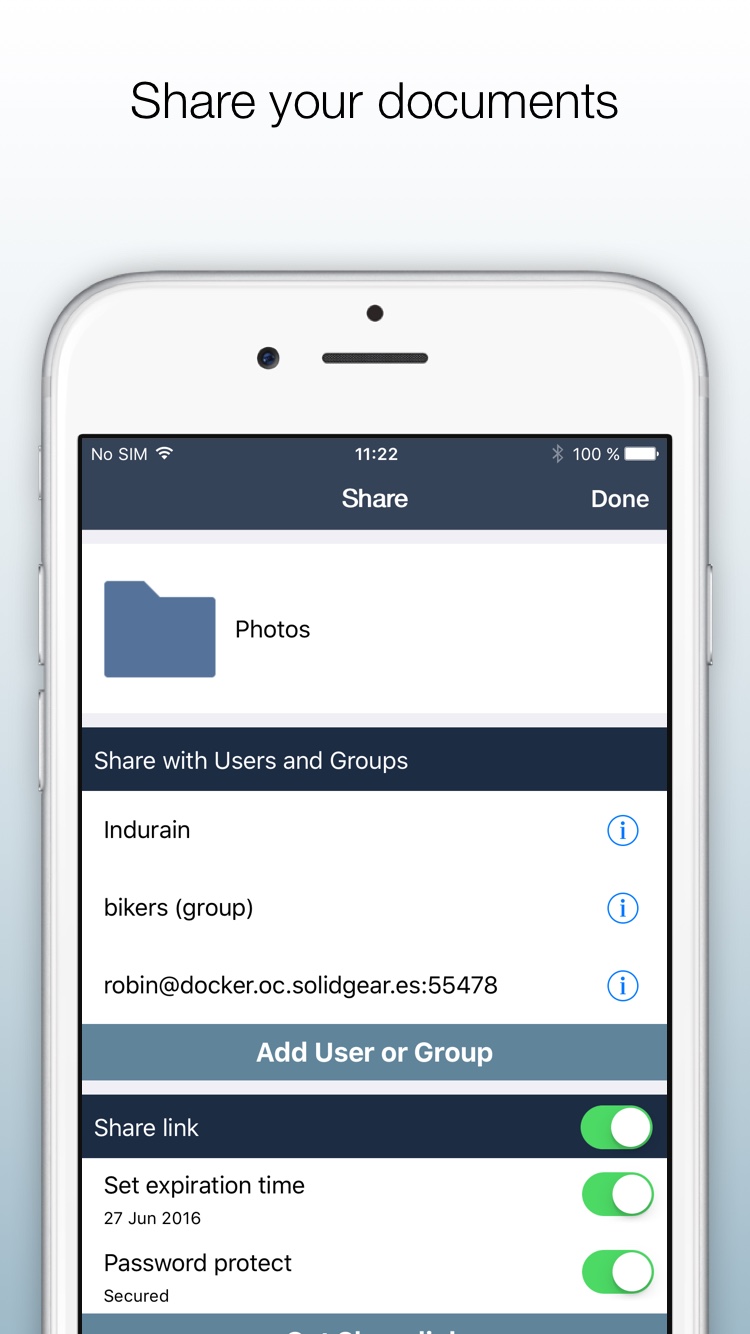 Share your documents
No SIM 11:22 100 %
Share Done
Photos
Share with Users and Groups
Indurain
bikers (group)
robin@docker.oc.solidgear.es:55478
Add User or Group
Share link
Set expiration time
27 Jun 2016
Password protect
Secured